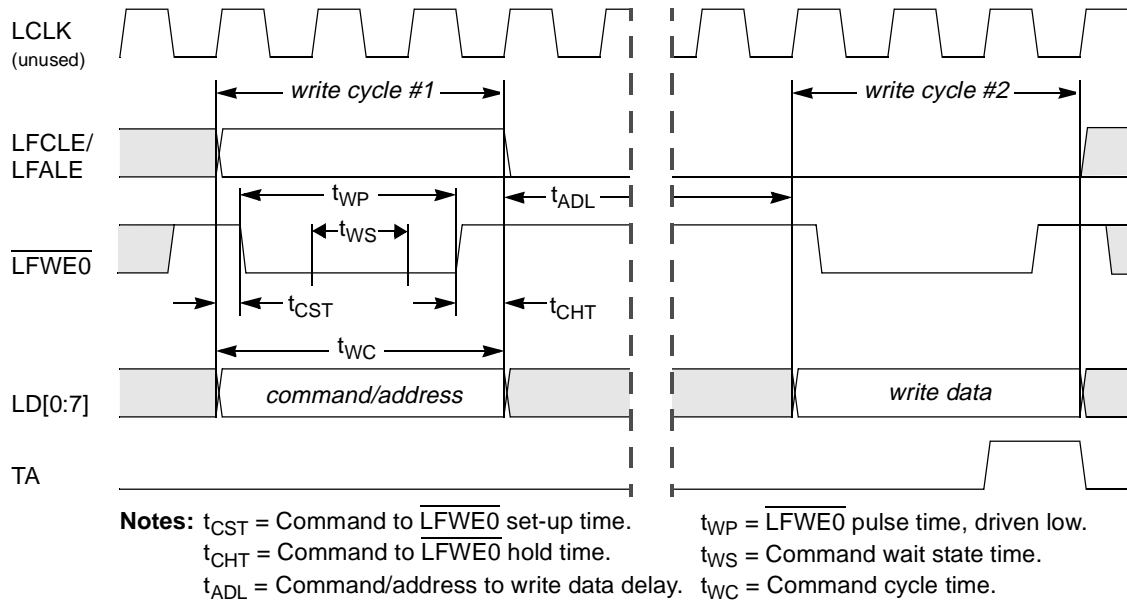 LCLK
(unused)
write cycle #1
write cycle #2
LFCLE/
LFALE
tWP
tADL
tWS
LFWE0
tCST
tCHT
tWC
LD[0:7]
command/address
write data
TA
Notes: tCST = Command to LFWE0 set-up time.
tWP = LFWE0 pulse time, driven low.
tCHT = Command to LFWE0 hold time.
tWS = Command wait state time.
tADL = Command/address to write data delay.
tWC = Command cycle time.